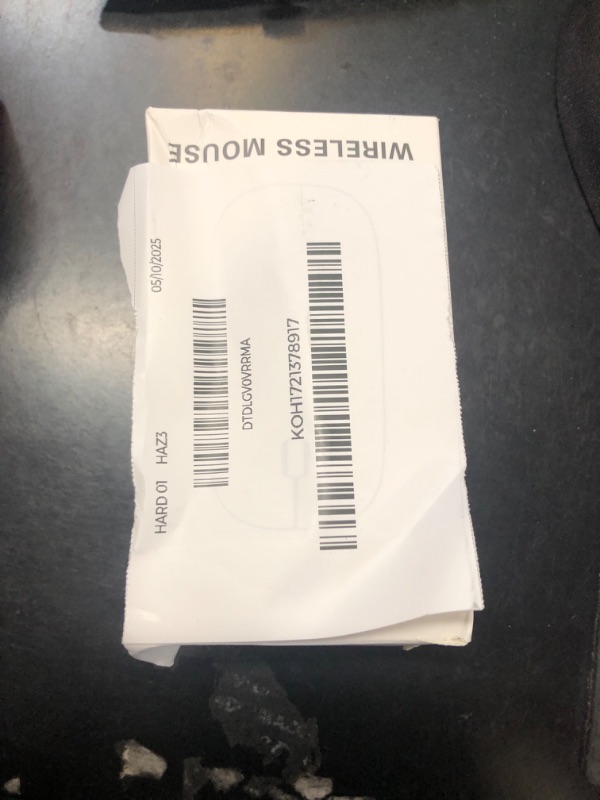 WIRELESS MOUSE
HARD 01 HAZ3 05/10/2025
DTDLGV0VRRMA
KOH1721378917